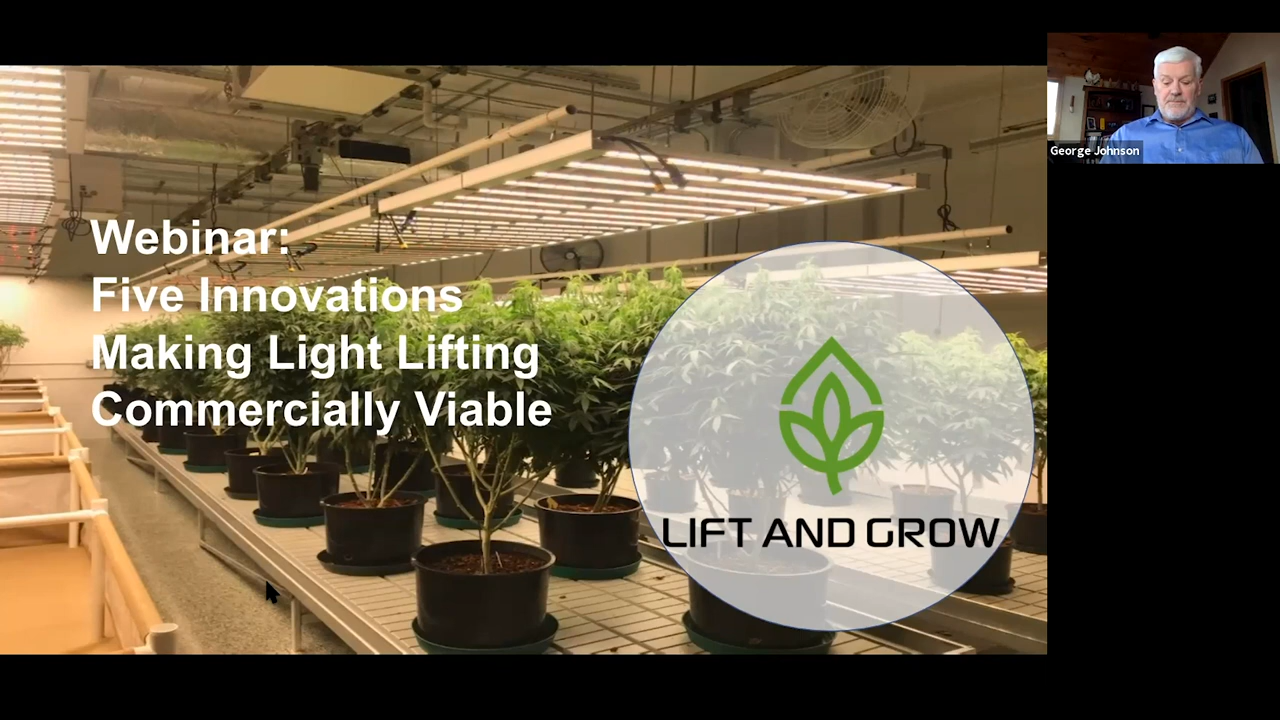 Webinar:
Five Innovations
Making Light Lifting
Commercially Viable
LIFT AND GROW
George Johnson